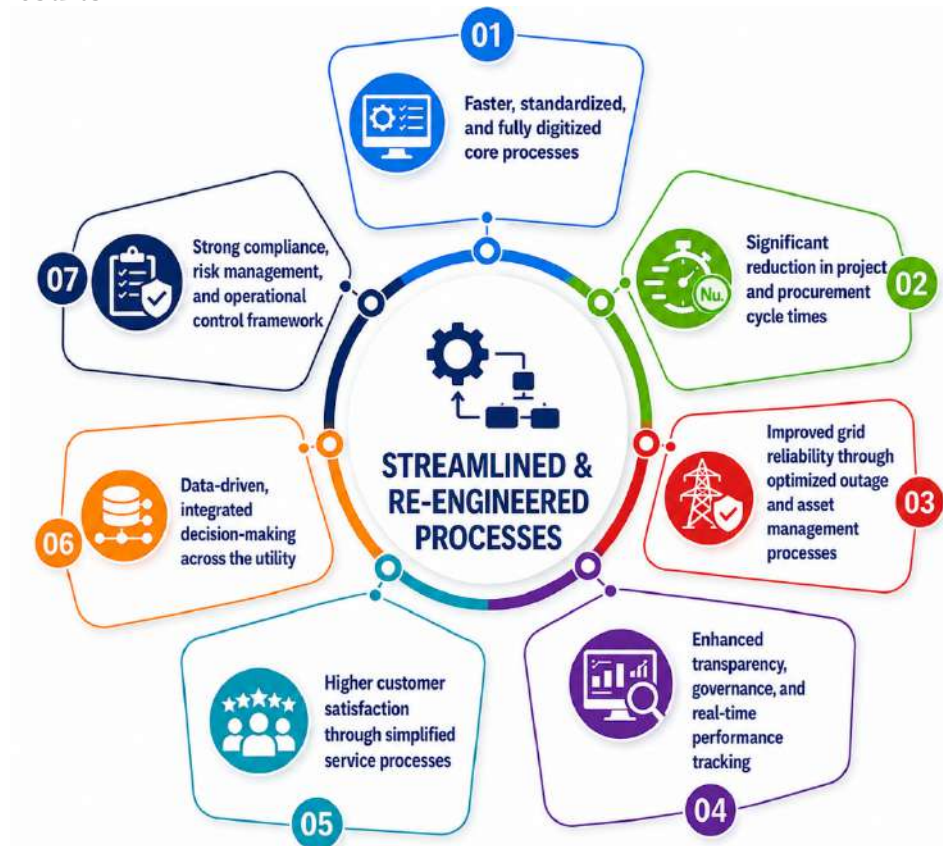 01
Faster, standardized,
and fully digitized
core processes
Significant
reduction in project
and procurement
cycle times
Nu.
02
Improved grid
reliability through
optimized outage
and asset
management
processes
03
Enhanced
transparency,
governance, and
real-time
performance
tracking
04
Higher customer
satisfaction
through simplified
service processes
05
Data-driven,
integrated
decision-making
across the utility
06
Strong compliance,
risk management,
and operational
control framework
07
STREAMLINED &
RE-ENGINEERED
PROCESSES